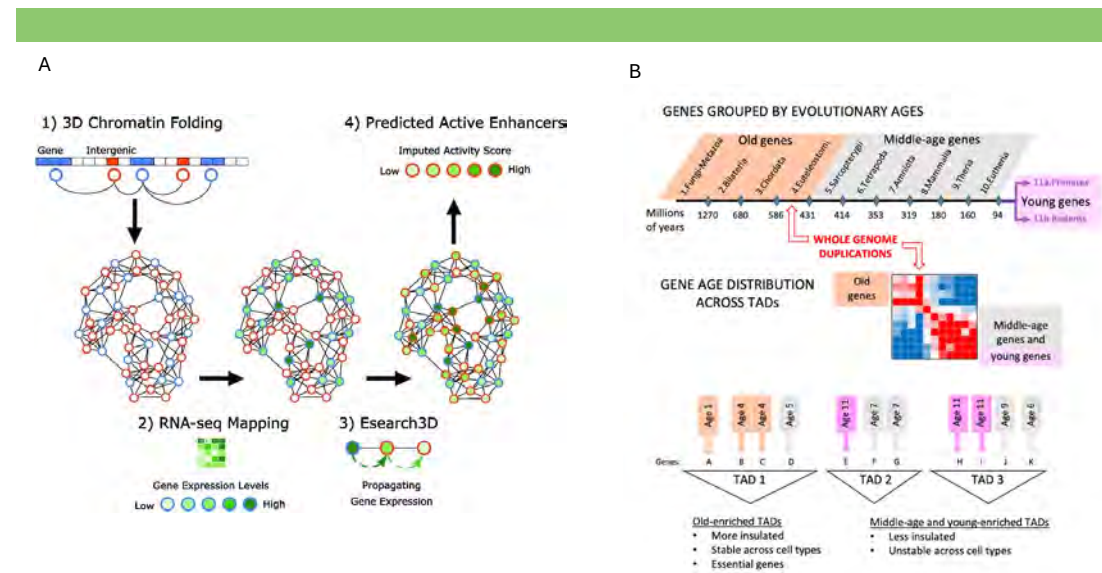 A
1) 3D Chromatin Folding
Gene Intergenic
4) Predicted Active Enhancers
Imputed Activity Score
Low High
2) RNA-seq Mapping
Gene Expression Levels
Low High
3) Esearch3D
Propagating
Gene Expression
B
GENES GROUPED BY EVOLUTIONARY AGES
Old genes Middle-age genes
1.Fungi-Metazoa
2.Bilateria
3.Chordata
4.Euteleostomi
5.Sarcopterygii
6.Tetrapoda
7.Amniota
8.Mammalia
9.Theria
10.Eutheria
11a.Primates
Young genes
11b.Rodents
Millions
of years
1270 680 586 431 414 353 319 180 160 94
WHOLE GENOME
DUPLICATIONS
GENE AGE DISTRIBUTION
ACROSS TADs
Old
genes
Middle-age
genes and
young genes
Age 1 Age 4 Age 4 Age 5 Age 11 Age 7 Age 7 Age 11 Age 11 Age 9 Age 6
Genes A B C D E F G H I J K
TAD 1 TAD 2 TAD 3
Old-enriched TADs
• More insulated
• Stable across cell types
• Essential genes
Middle-age and young-enriched TADs
• Less insulated
• Unstable across cell types